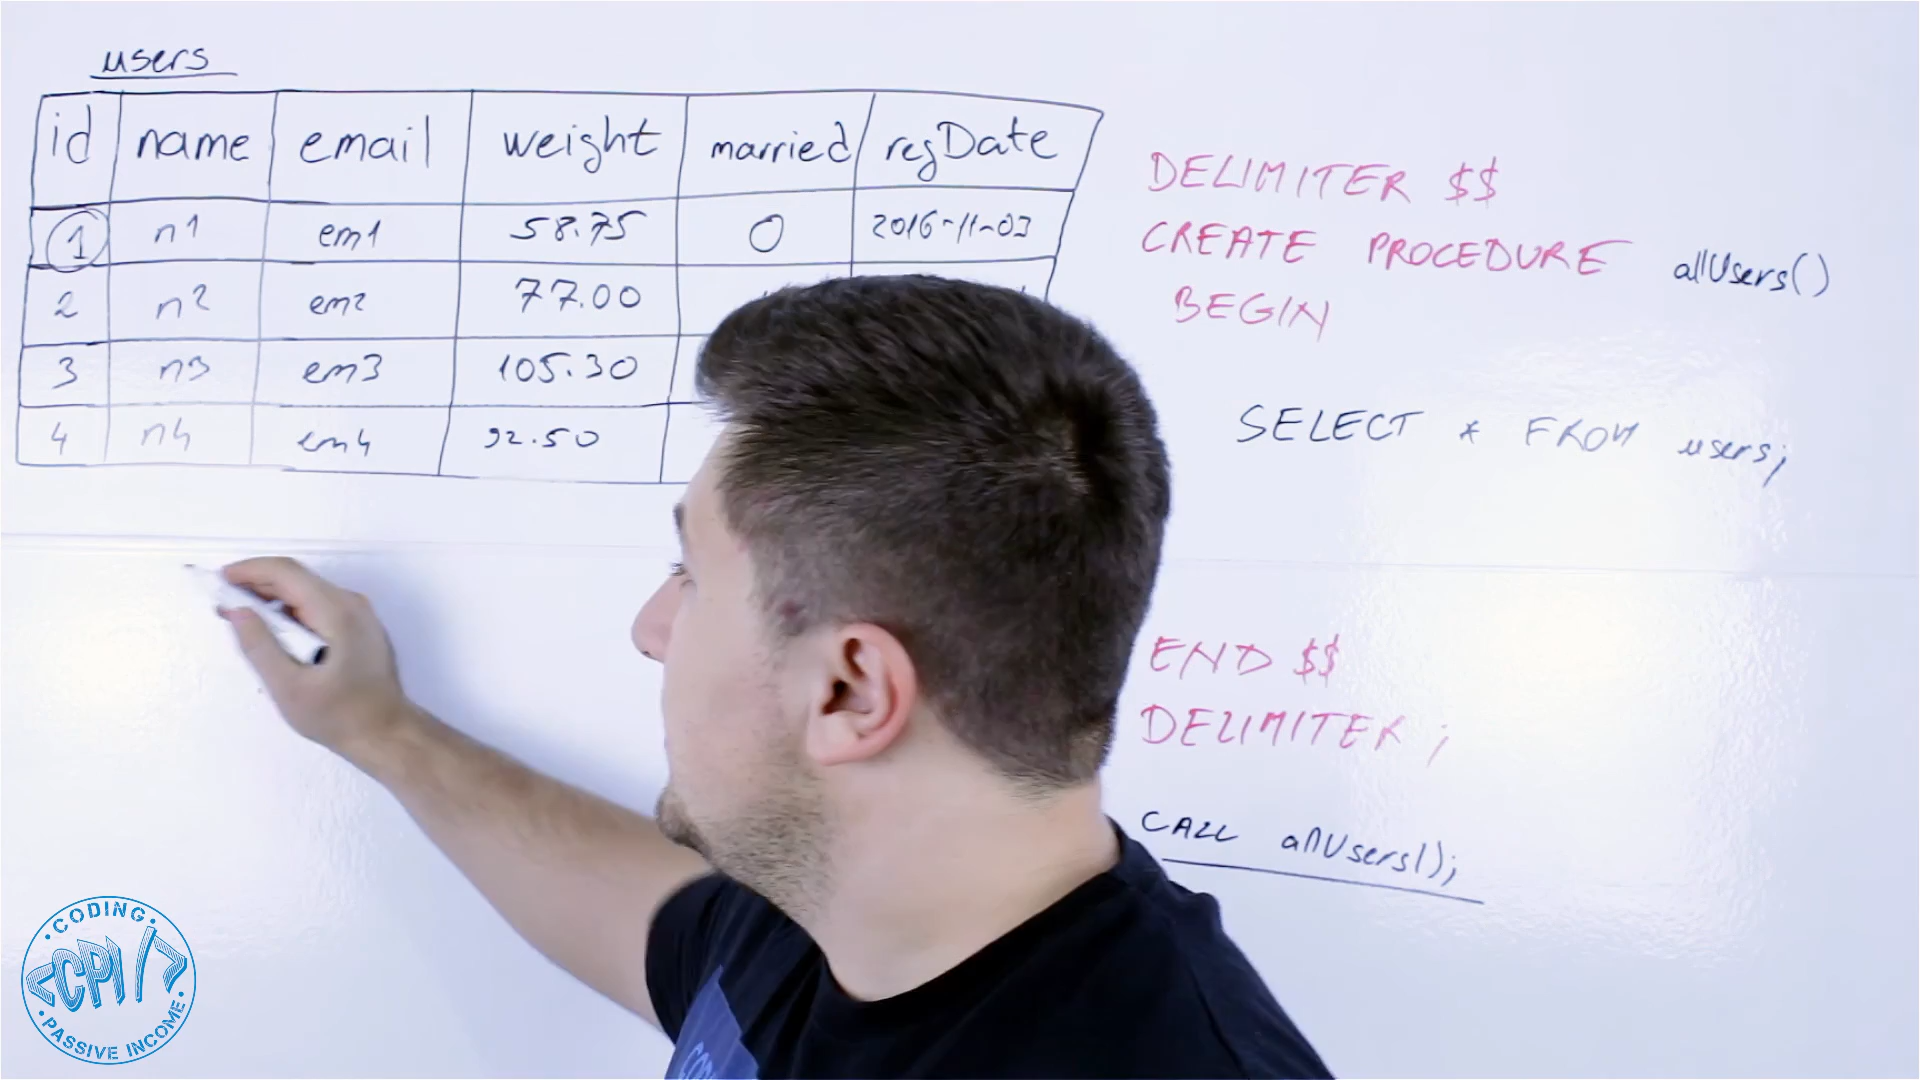 users
id name email weight married regDate
1 n1 em1 58.75 0 2016-11-03
2 n2 em2 77.00
3 n3 em3 105.30
4 n4 em4 92.50
DELIMITER $$
CREATE PROCEDURE allUsers()
BEGIN
SELECT * FROM users;
END $$
DELIMITER ;
CALL allUsers();
·CODING·
<CPI/>
·PASSIVE INCOME·